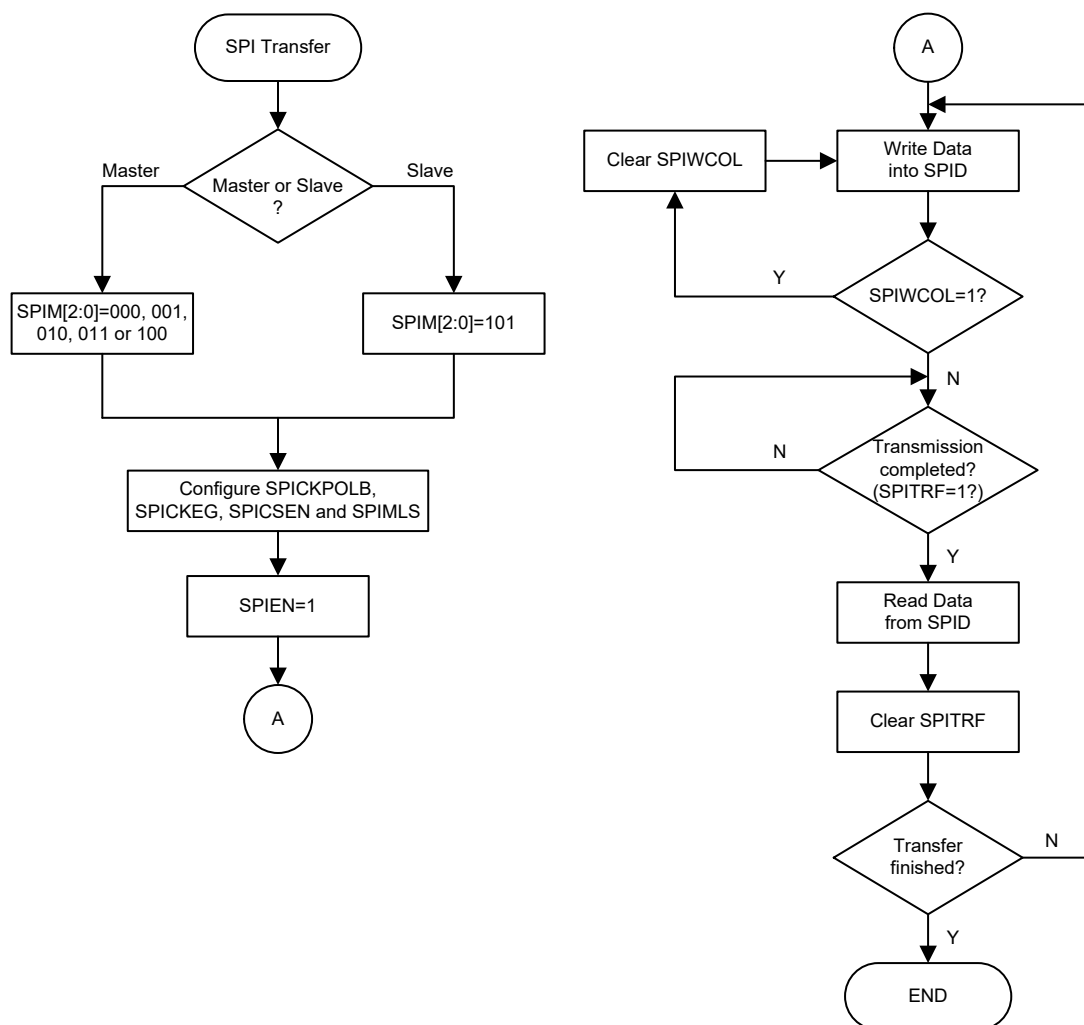 SPI Transfer
Master
Slave
Master or Slave
?
SPIM[2:0]=000, 001,
010, 011 or 100
SPIM[2:0]=101
Configure SPICKPOLB,
SPICKEG, SPICSEN and SPIMLS
SPIEN=1
A
A
Clear SPIWCOL
Write Data
into SPID
Y
SPIWCOL=1?
N
N
Transmission
completed?
(SPITRF=1?)
Y
Read Data
from SPID
Clear SPITRF
Transfer
finished?
N
Y
END